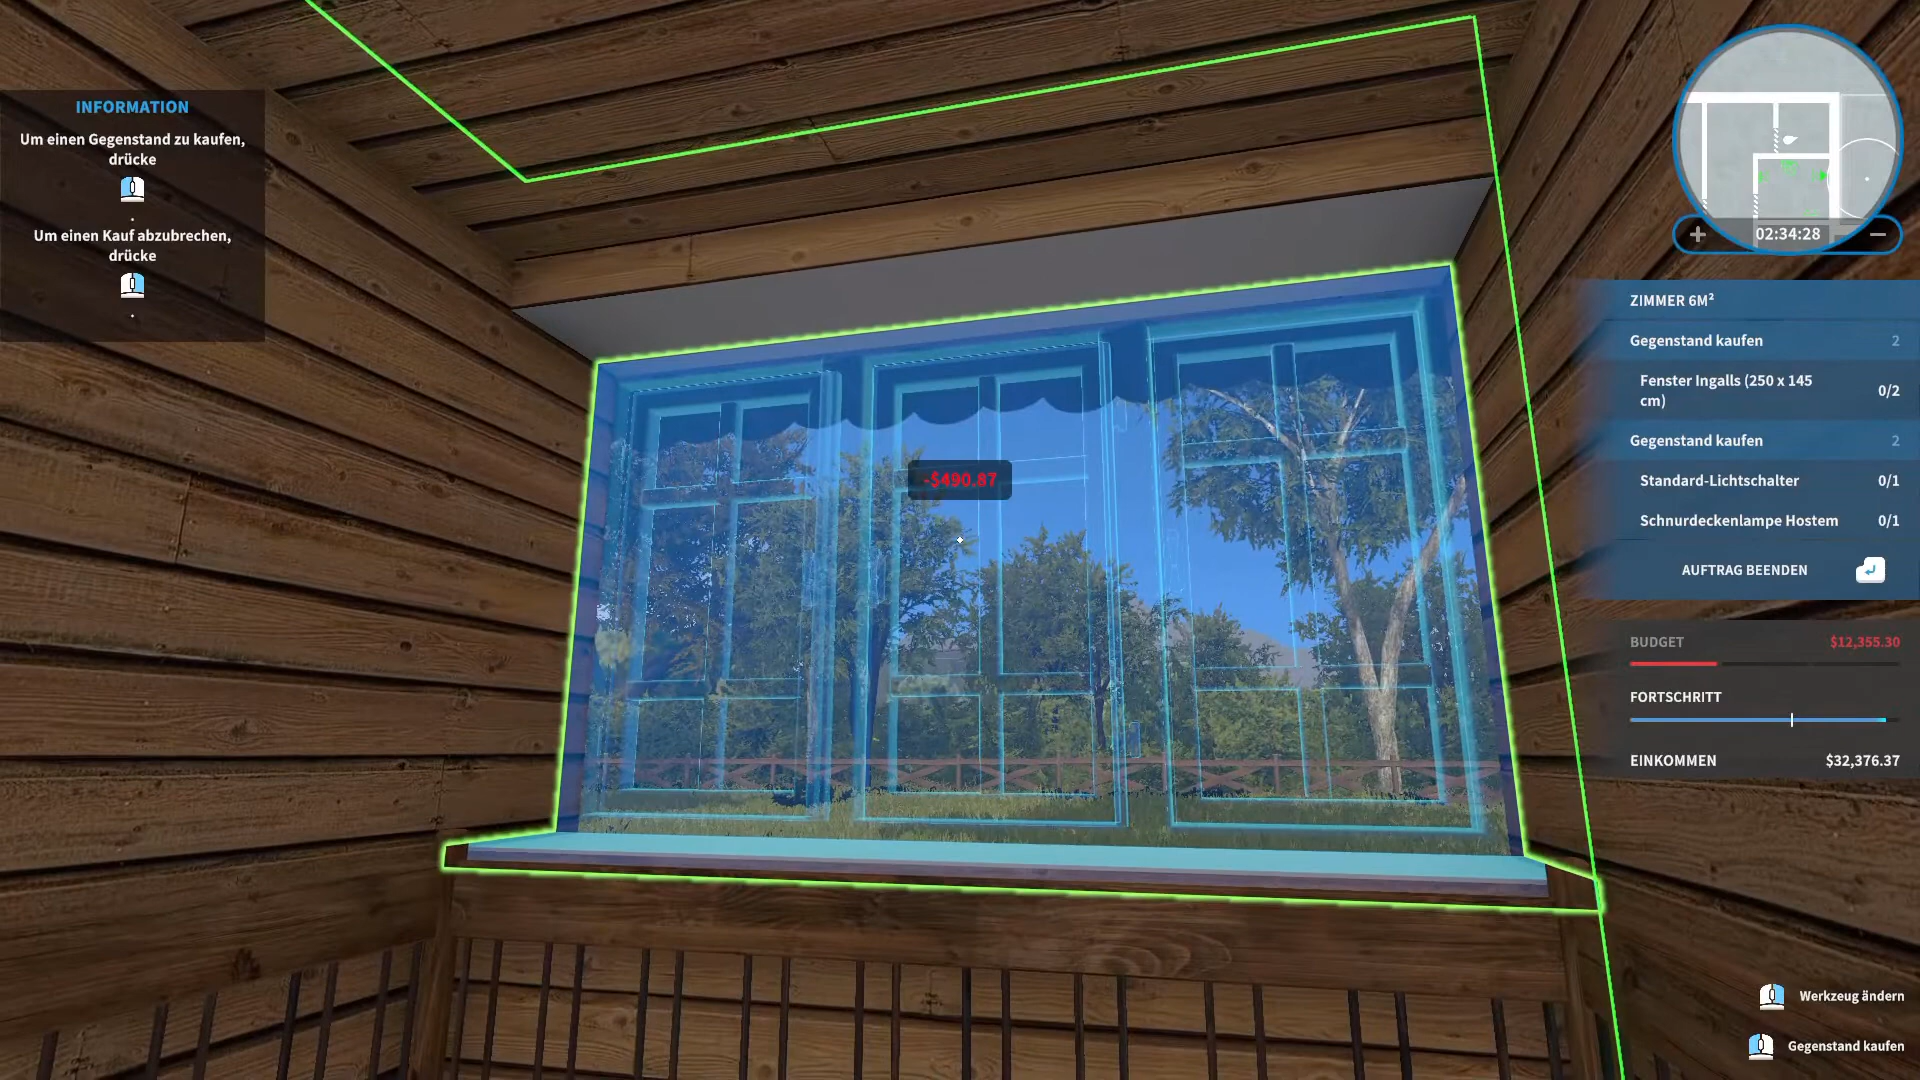 INFORMATION
Um einen Gegenstand zu kaufen,
drücke
.
Um einen Kauf abzubrechen,
drücke
.
-$490.87
02:34:28
ZIMMER 6M²
Gegenstand kaufen 2
Fenster Ingalls (250 x 145
cm) 0/2
Gegenstand kaufen 2
Standard-Lichtschalter 0/1
Schnurdeckenlampe Hostem 0/1
AUFTRAG BEENDEN
BUDGET $12,355.30
FORTSCHRITT
EINKOMMEN $32,376.37
Werkzeug ändern
Gegenstand kaufen